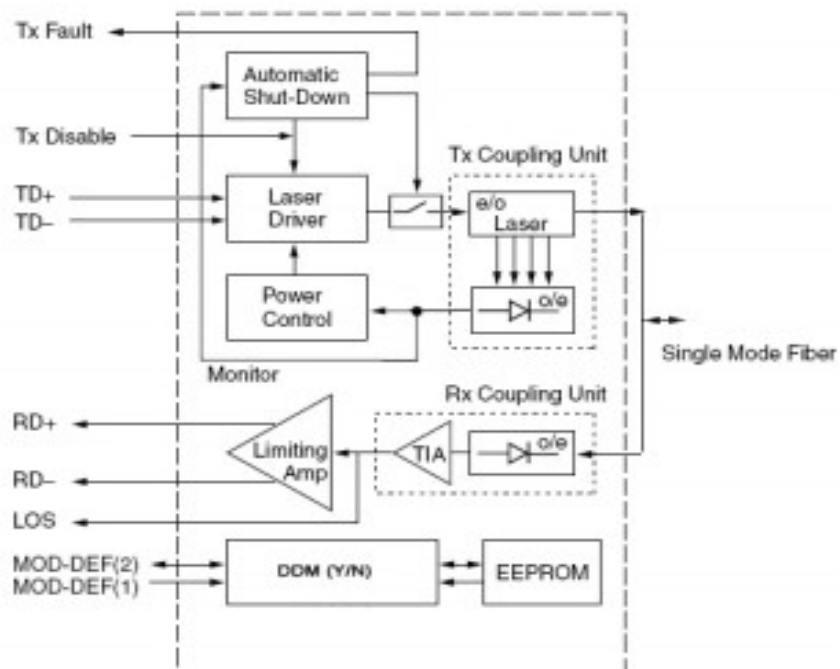 Tx Fault
Automatic
Shut-Down
Tx Disable
Tx Coupling Unit
TD+
TD–
Laser
Driver
e/o
Laser
Power
Control
o/e
Monitor
Single Mode Fiber
Rx Coupling Unit
RD+
RD–
Limiting
Amp
TIA
o/e
LOS
MOD-DEF(2)
MOD-DEF(1)
DDM (Y/N)
EEPROM